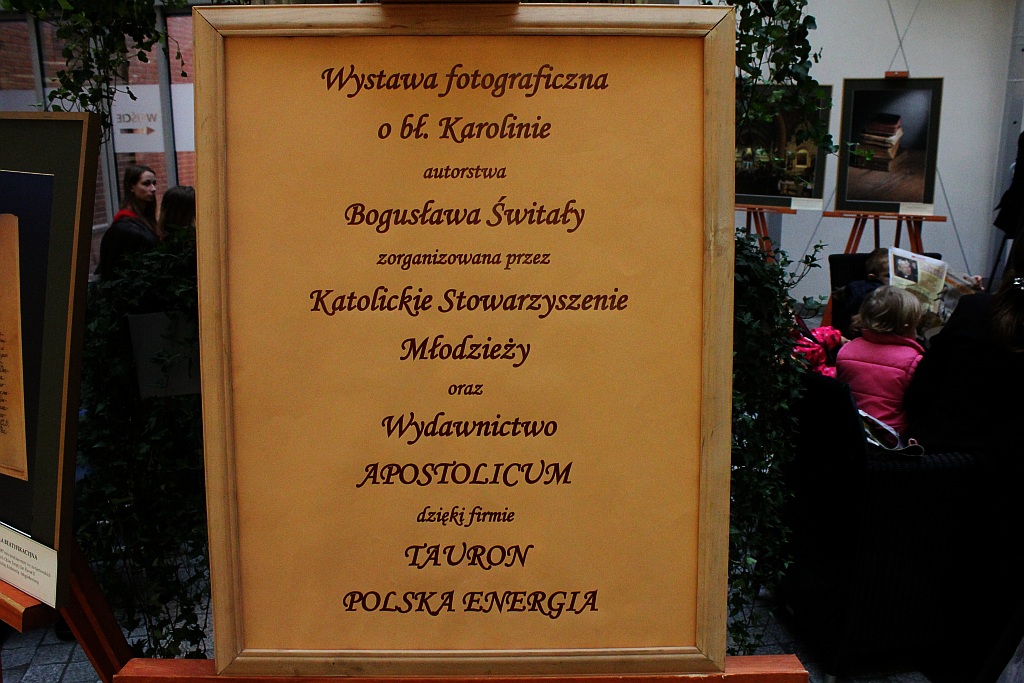 Wystawa fotograficzna
o bł. Karolinie
autorstwa
Bogusława Świtały
zorganizowana przez
Katolickie Stowarzyszenie
Młodzieży
oraz
Wydawnictwo
APOSTOLICUM
dzięki firmie
TAURON
POLSKA ENERGIA